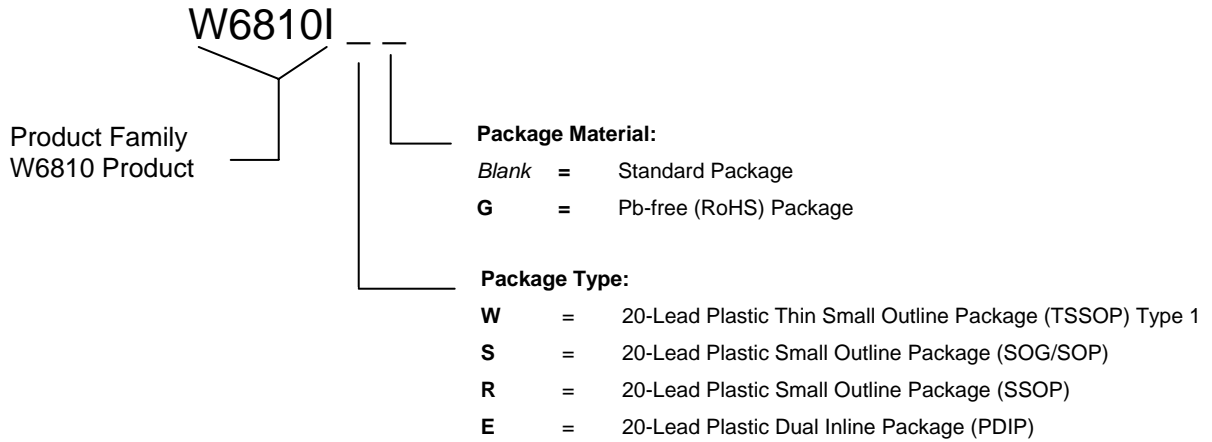 W6810I _ _
Product Family
W6810 Product
Package Material:
Blank = Standard Package
G = Pb-free (RoHS) Package
Package Type:
W = 20-Lead Plastic Thin Small Outline Package (TSSOP) Type 1
S = 20-Lead Plastic Small Outline Package (SOG/SOP)
R = 20-Lead Plastic Small Outline Package (SSOP)
E = 20-Lead Plastic Dual Inline Package (PDIP)